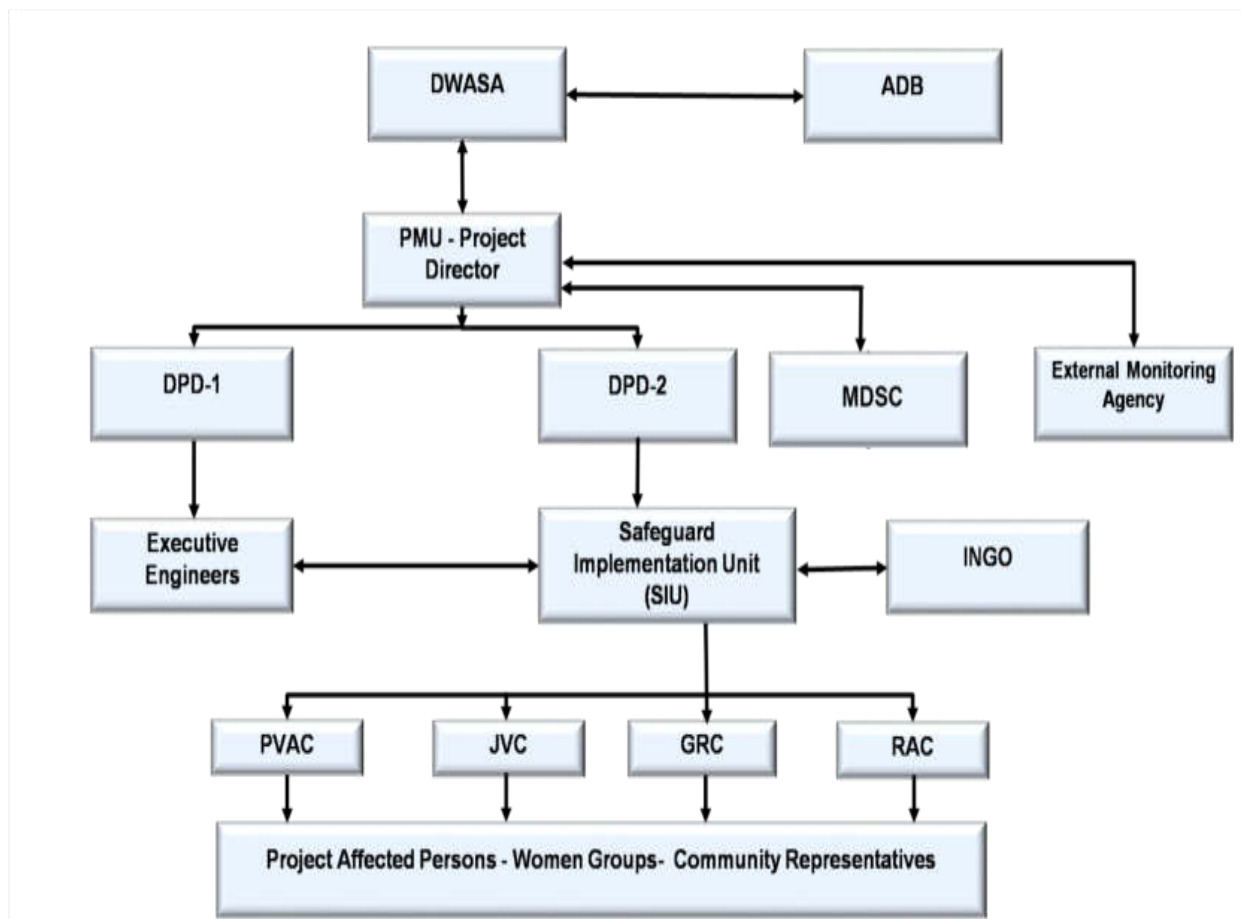 DWASA
ADB
PMU - Project
Director
DPD-1
DPD-2
MDSC
External Monitoring
Agency
Executive
Engineers
Safeguard
Implementation Unit
(SIU)
INGO
PVAC
JVC
GRC
RAC
Project Affected Persons - Women Groups- Community Representatives